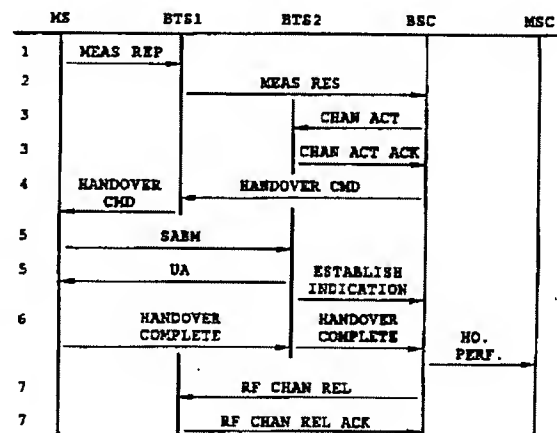 MS BTS1 BTS2 BSC MSC
1 MEAS REP
2 MEAS RES
3 CHAN ACT
3 CHAN ACT ACK
4 HANDOVER CMD HANDOVER CMD
5 SABM
5 UA ESTABLISH INDICATION
6 HANDOVER COMPLETE HANDOVER COMPLETE
HO. PERF.
7 RF CHAN REL
7 RF CHAN REL ACK